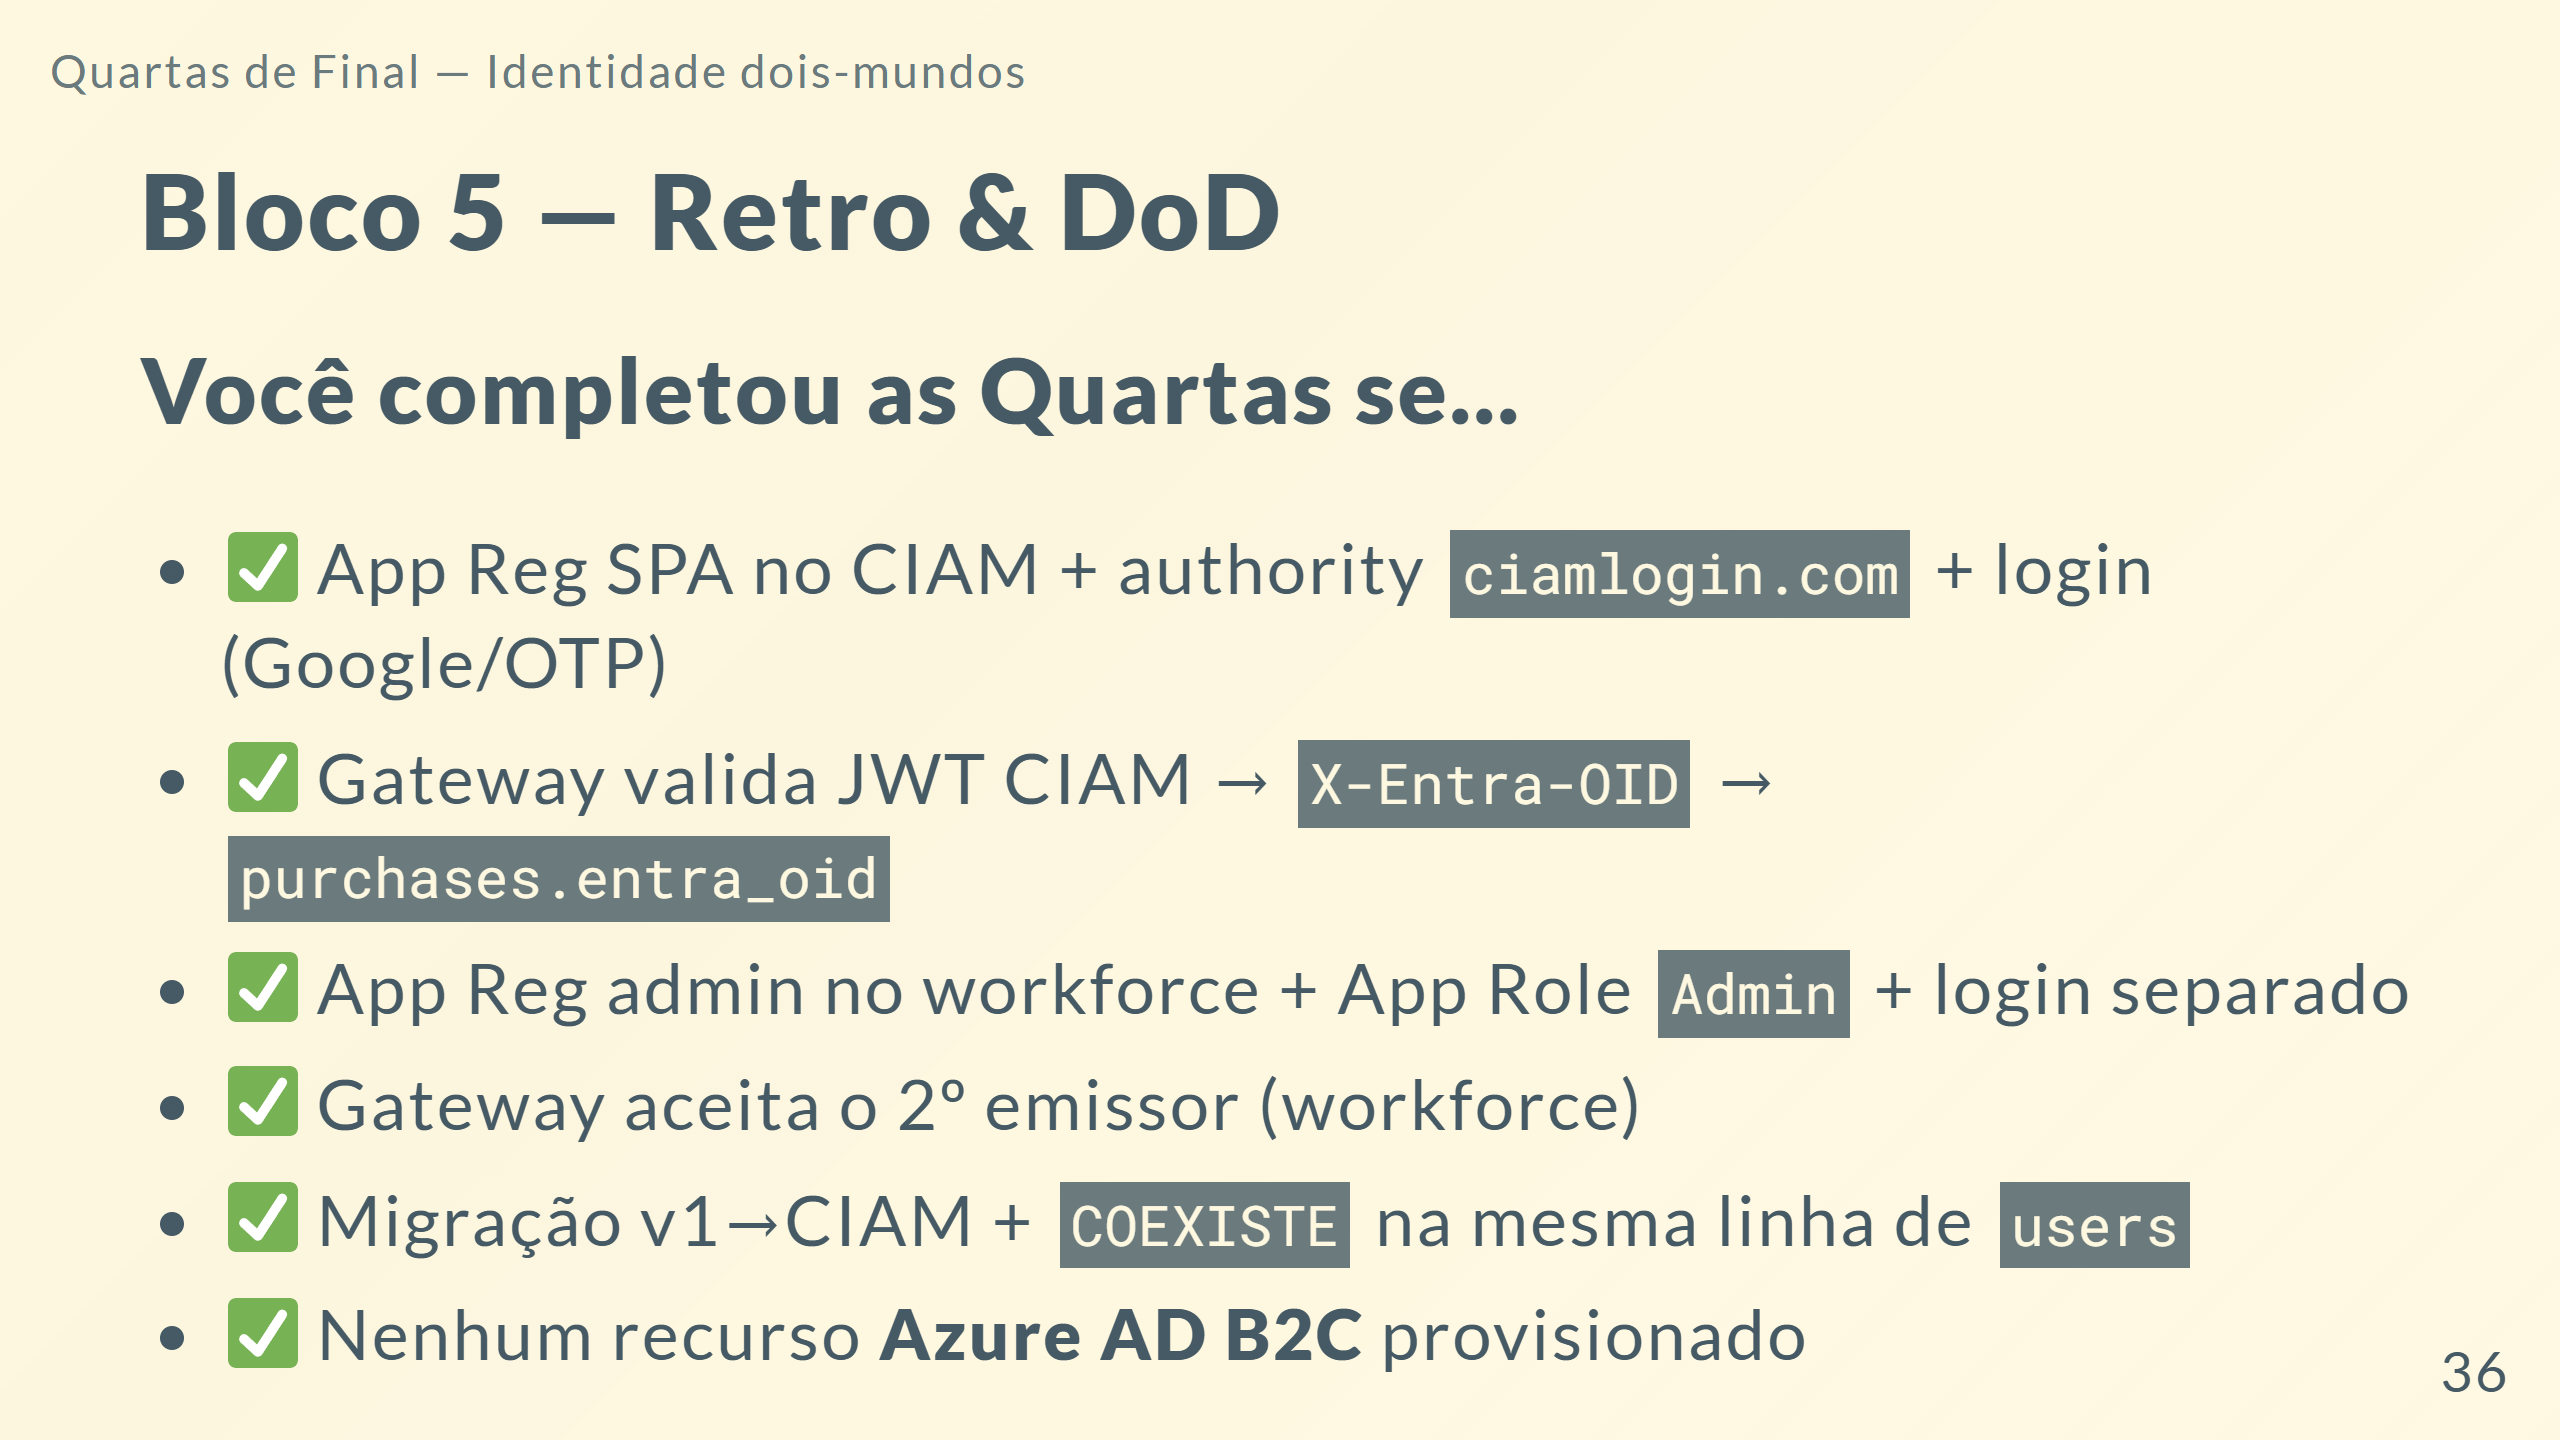 Quartas de Final — Identidade dois-mundos
Bloco 5 — Retro & DoD
Você completou as Quartas se...
• ✅ App Reg SPA no CIAM + authority ciamlogin.com + login
(Google/OTP)
• ✅ Gateway valida JWT CIAM → X-Entra-OID →
purchases.entra_oid
• ✅ App Reg admin no workforce + App Role Admin + login separado
• ✅ Gateway aceita o 2º emissor (workforce)
• ✅ Migração v1→CIAM + COEXISTE na mesma linha de users
• ✅ Nenhum recurso Azure AD B2C provisionado
36